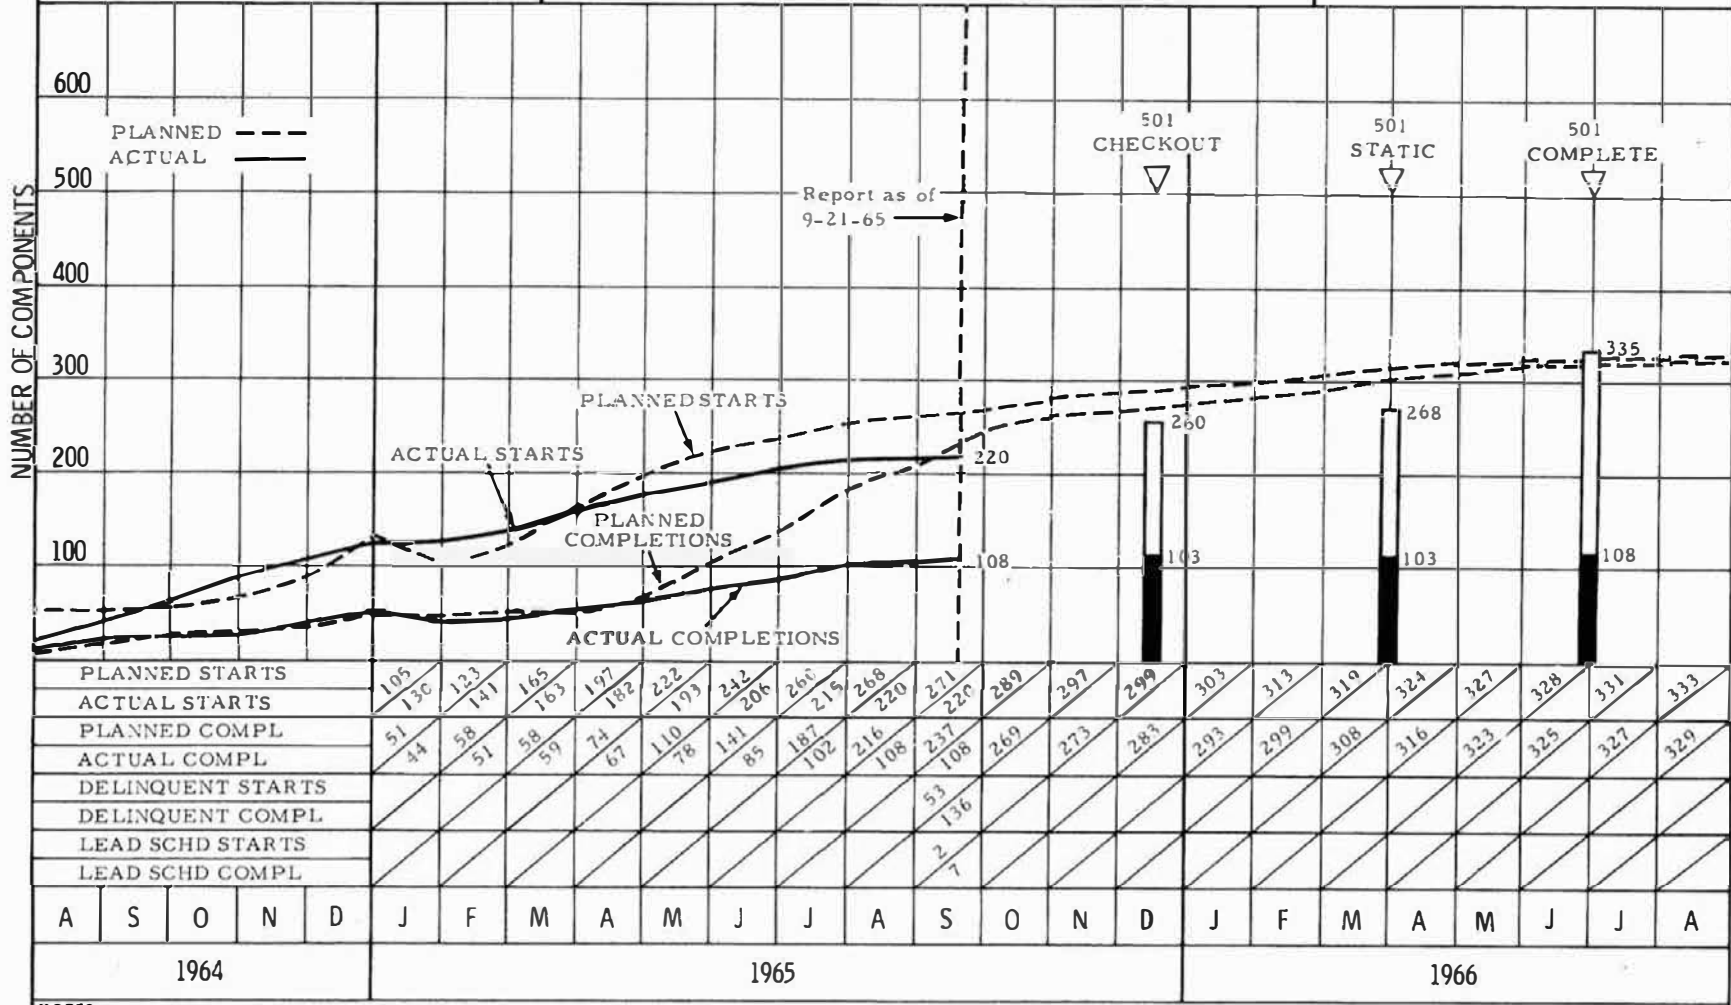 600
PLANNED
ACTUAL
500
400
300
200
100
NUMBER OF COMPONENTS
Report as of
9-21-65
501
CHECKOUT
501
STATIC
501
COMPLETE
PLANNED STARTS
ACTUAL STARTS
PLANNED
COMPLETIONS
ACTUAL COMPLETIONS
220
108
260
103
268
103
335
108
PLANNED STARTS 105 123 165 197 222 242 260 268 271 289 297 299 303 313 319 324 327 328 331 333
ACTUAL STARTS 130 141 163 182 193 206 215 220 220
PLANNED COMPL 51 58 58 74 110 141 187 216 237 269 273 283 293 299 308 316 323 325 327 329
ACTUAL COMPL 44 51 59 67 78 85 102 108 108
DELINQUENT STARTS 53
DELINQUENT COMPL 136
LEAD SCHD STARTS 2
LEAD SCHD COMPL 7
A S O N D J F M A M J J A S O N D J F M A M J J A
1964 1965 1966